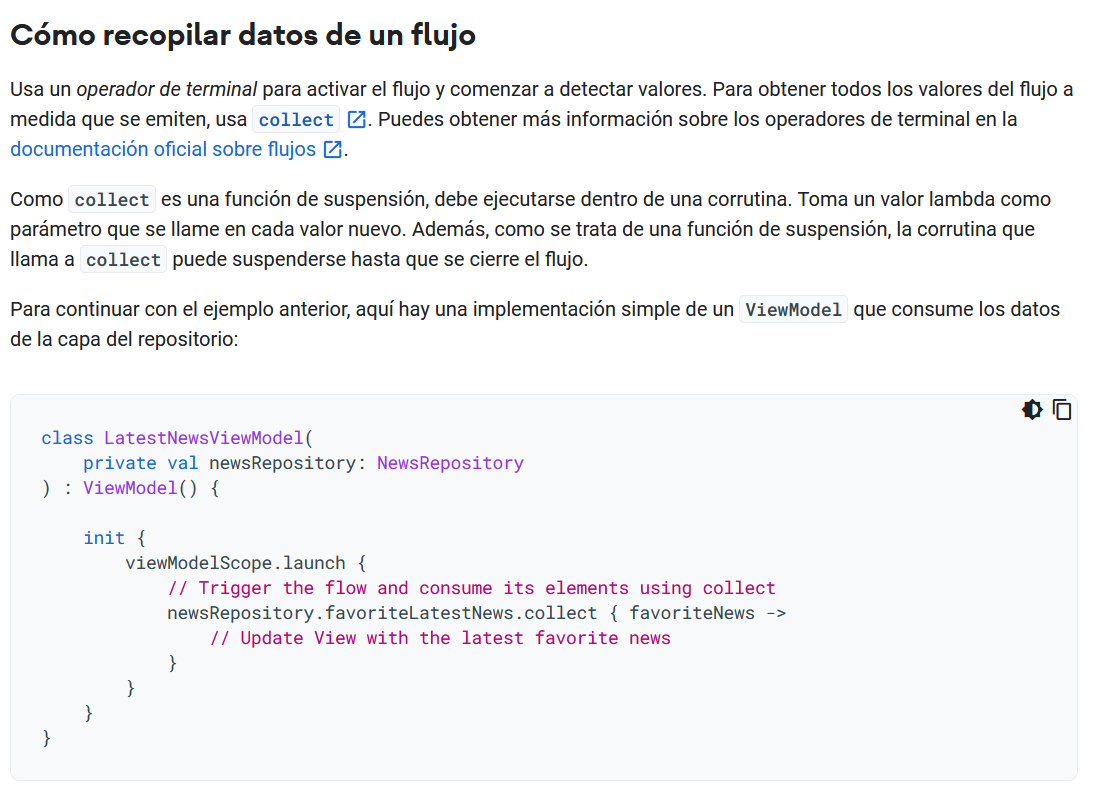 Cómo recopilar datos de un flujo
Usa un operador de terminal para activar el flujo y comenzar a detectar valores. Para obtener todos los valores del flujo a
medida que se emiten, usa collect. Puedes obtener más información sobre los operadores de terminal en la
documentación oficial sobre flujos.
Como collect es una función de suspensión, debe ejecutarse dentro de una corrutina. Toma un valor lambda como
parámetro que se llame en cada valor nuevo. Además, como se trata de una función de suspensión, la corrutina que
llama a collect puede suspenderse hasta que se cierre el flujo.
Para continuar con el ejemplo anterior, aquí hay una implementación simple de un ViewModel que consume los datos
de la capa del repositorio:
class LatestNewsViewModel(
    private val newsRepository: NewsRepository
) : ViewModel() {
    init {
        viewModelScope.launch {
            // Trigger the flow and consume its elements using collect
            newsRepository.favoriteLatestNews.collect { favoriteNews ->
                // Update View with the latest favorite news
            }
        }
    }
}